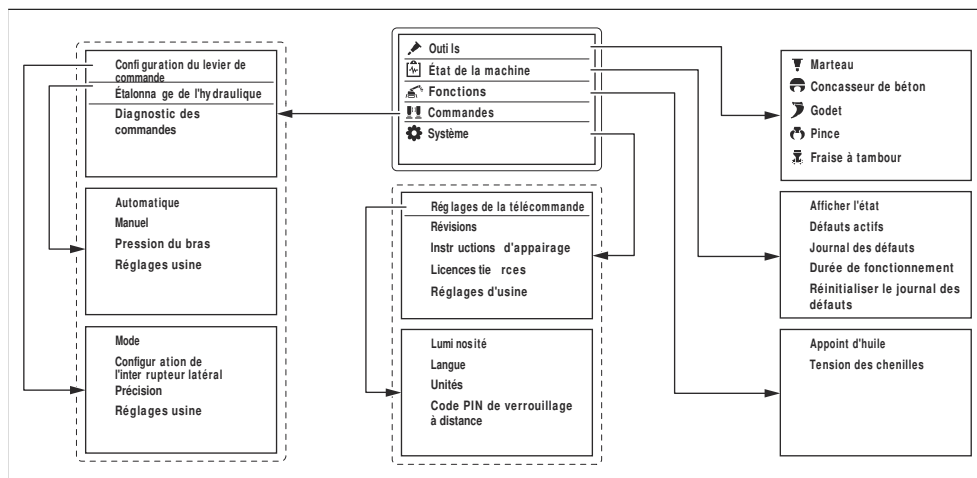 Configuration du levier de
commande
Étalonnage de l'hydraulique
Diagnostic des
commandes
Automatique
Manuel
Pression du bras
Réglages usine
Mode
Configuration de
l'interrupteur latéral
Précision
Réglages usine
Outils
État de la machine
Fonctions
Commandes
Système
Réglages de la télécommande
Révisions
Instructions d'appairage
Licences tierces
Réglages d'usine
Luminosité
Langue
Unités
Code PIN de verrouillage
à distance
Marteau
Concasseur de béton
Godet
Pince
Fraise à tambour
Afficher l'état
Défauts actifs
Journal des défauts
Durée de fonctionnement
Réinitialiser le journal des
défauts
Appoint d'huile
Tension des chenilles